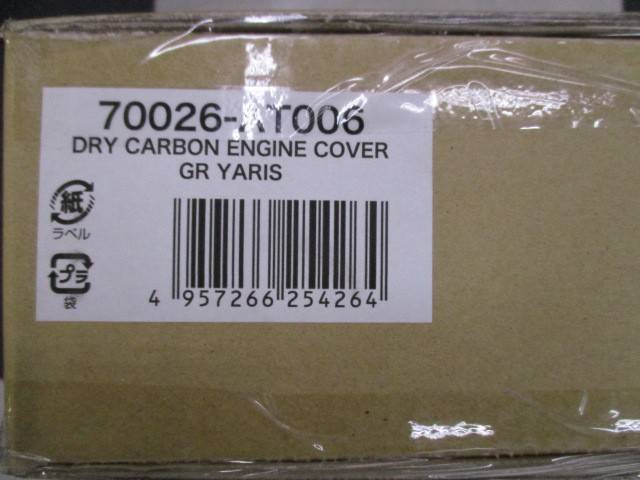 70026-AT006
DRY CARBON ENGINE COVER
GR YARIS
紙
ラベル
プラ
袋
4 957266 254264